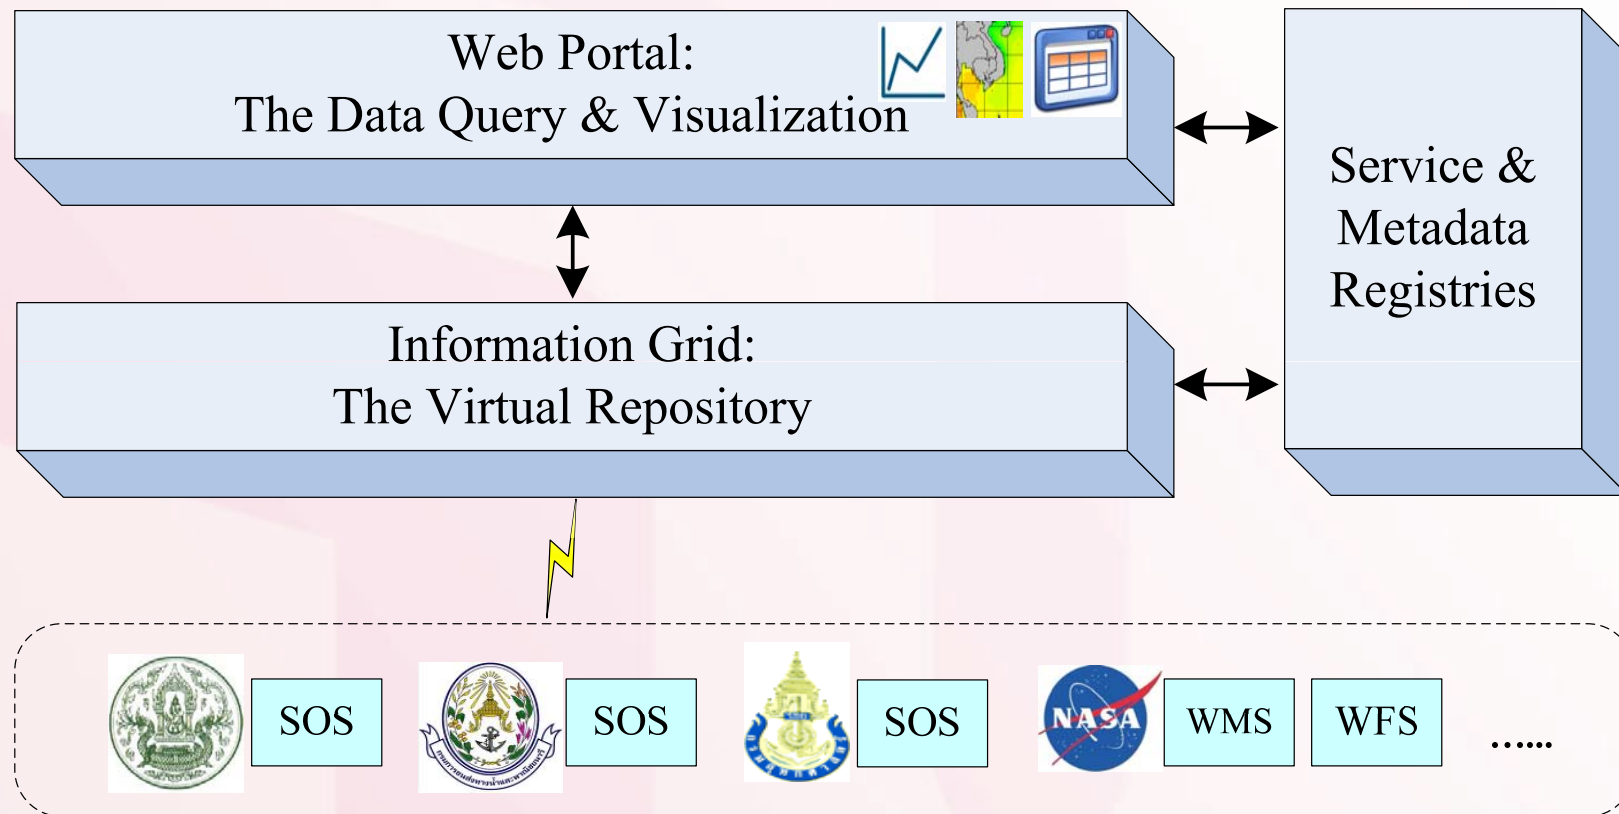 Web Portal:
The Data Query & Visualization
Service &
Metadata
Registries
Information Grid:
The Virtual Repository
SOS
SOS
SOS
NASA
WMS
WFS
......